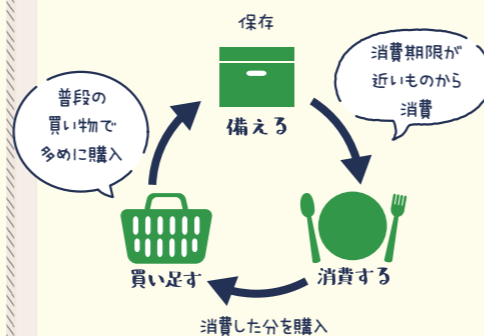 保存
備える
消費期限が
近いものから
消費
普段の
買い物で
多めに購入
買い足す
消費する
消費した分を購入